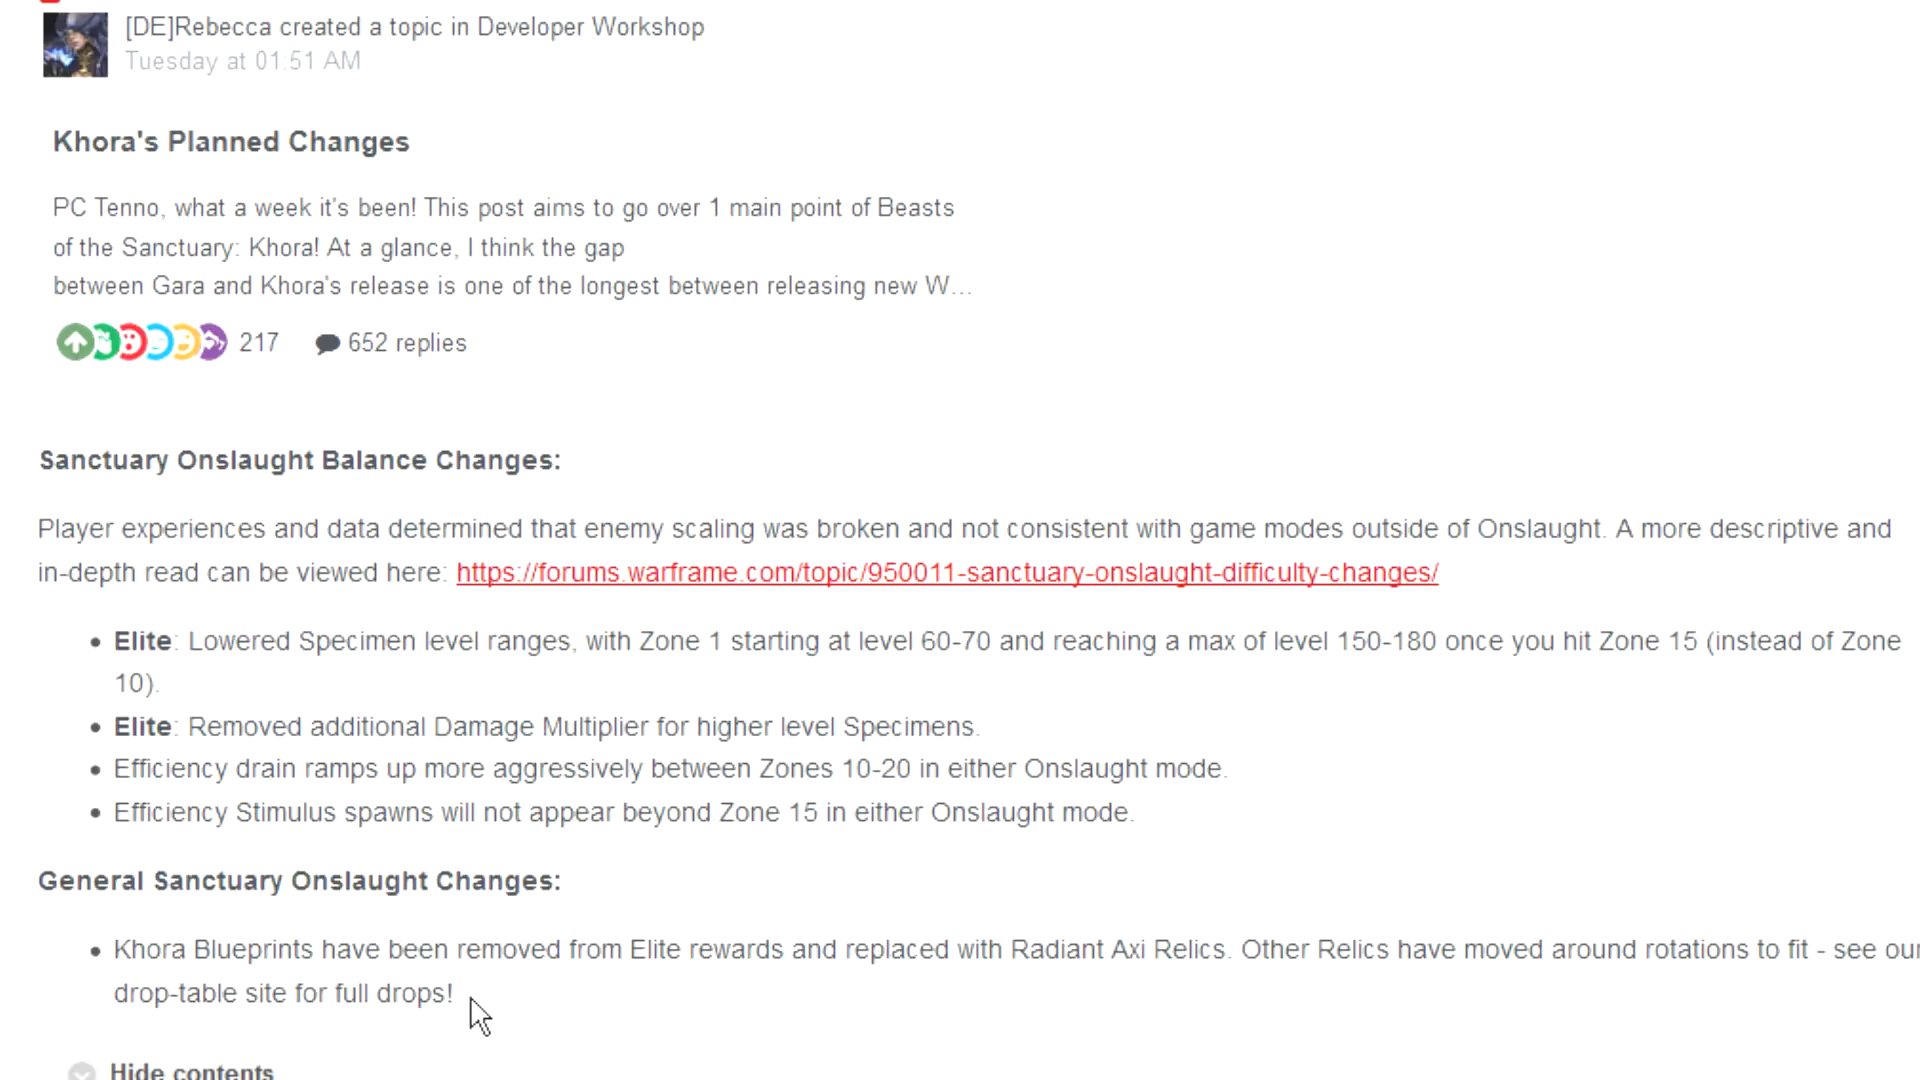 [DE]Rebecca created a topic in Developer Workshop
Tuesday at 01:51 AM
Khora's Planned Changes
PC Tenno, what a week it's been! This post aims to go over 1 main point of Beasts
of the Sanctuary: Khora! At a glance, I think the gap
between Gara and Khora's release is one of the longest between releasing new W...
217 652 replies
Sanctuary Onslaught Balance Changes:
Player experiences and data determined that enemy scaling was broken and not consistent with game modes outside of Onslaught. A more descriptive and
in-depth read can be viewed here: https://forums.warframe.com/topic/950011-sanctuary-onslaught-difficulty-changes/
• Elite: Lowered Specimen level ranges, with Zone 1 starting at level 60-70 and reaching a max of level 150-180 once you hit Zone 15 (instead of Zone
10).
• Elite: Removed additional Damage Multiplier for higher level Specimens.
• Efficiency drain ramps up more aggressively between Zones 10-20 in either Onslaught mode.
• Efficiency Stimulus spawns will not appear beyond Zone 15 in either Onslaught mode.
General Sanctuary Onslaught Changes:
• Khora Blueprints have been removed from Elite rewards and replaced with Radiant Axi Relics. Other Relics have moved around rotations to fit - see our
drop-table site for full drops!
Hide contents